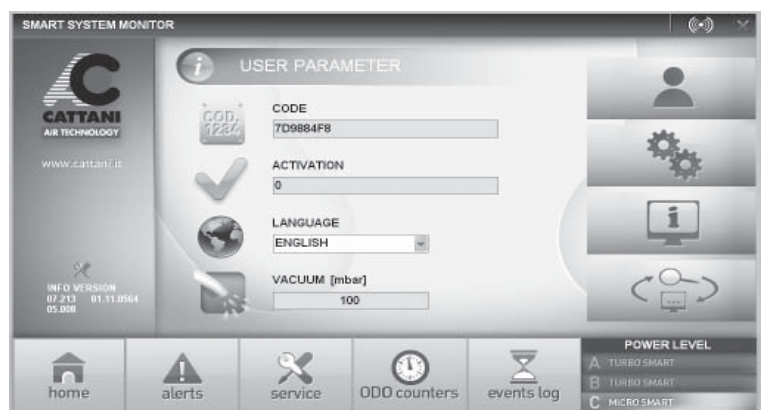 SMART SYSTEM MONITOR
AC
CATTANI
AIR TECHNOLOGY
www.cattani.it
INFO VERSION
07.213 01.11.0564
05.008
i USER PARAMETER
COD.
1234
CODE
7D9884F8
ACTIVATION
0
LANGUAGE
ENGLISH
VACUUM [mbar]
100
i
...
home
alerts
service
ODO counters
events log
POWER LEVEL
A TURBO SMART
B TURBO SMART
C MICRO SMART